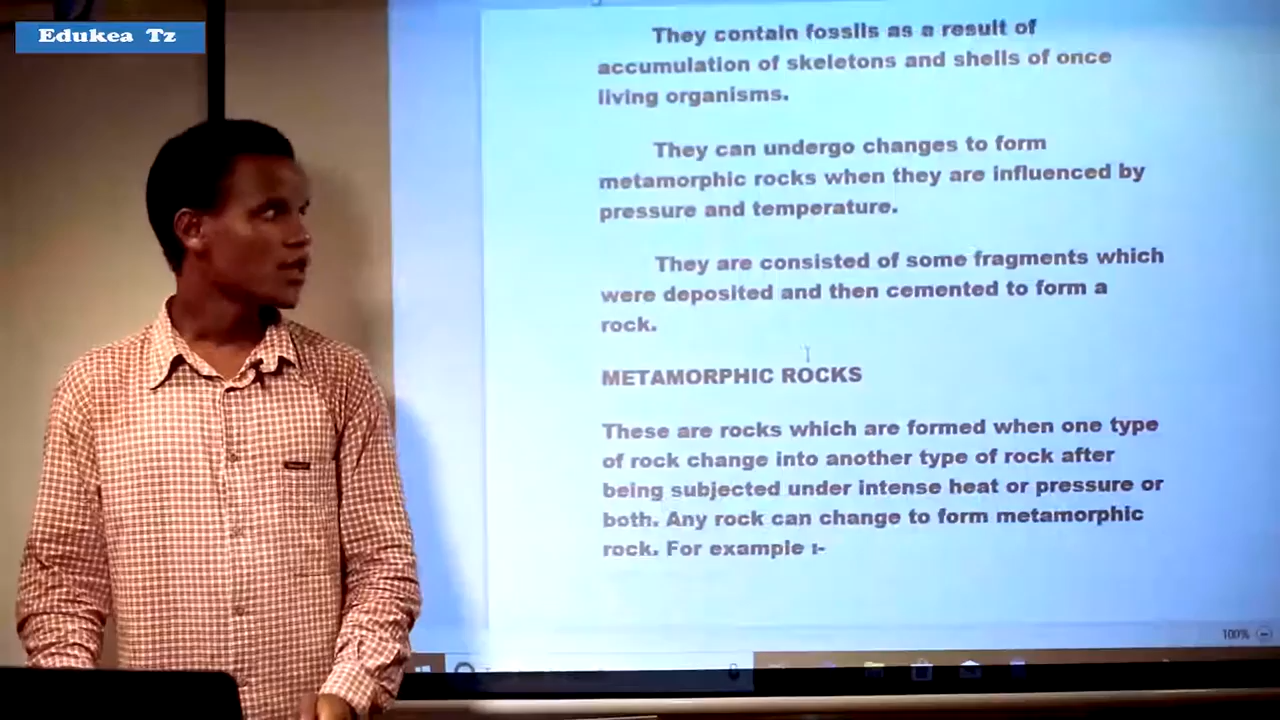 Edukea Tz
They contain fossils as a result of
accumulation of skeletons and shells of once
living organisms.
They can undergo changes to form
metamorphic rocks when they are influenced by
pressure and temperature.
They are consisted of some fragments which
were deposited and then cemented to form a
rock.
METAMORPHIC ROCKS
These are rocks which are formed when one type
of rock change into another type of rock after
being subjected under intense heat or pressure or
both. Any rock can change to form metamorphic
rock. For example :-
100%